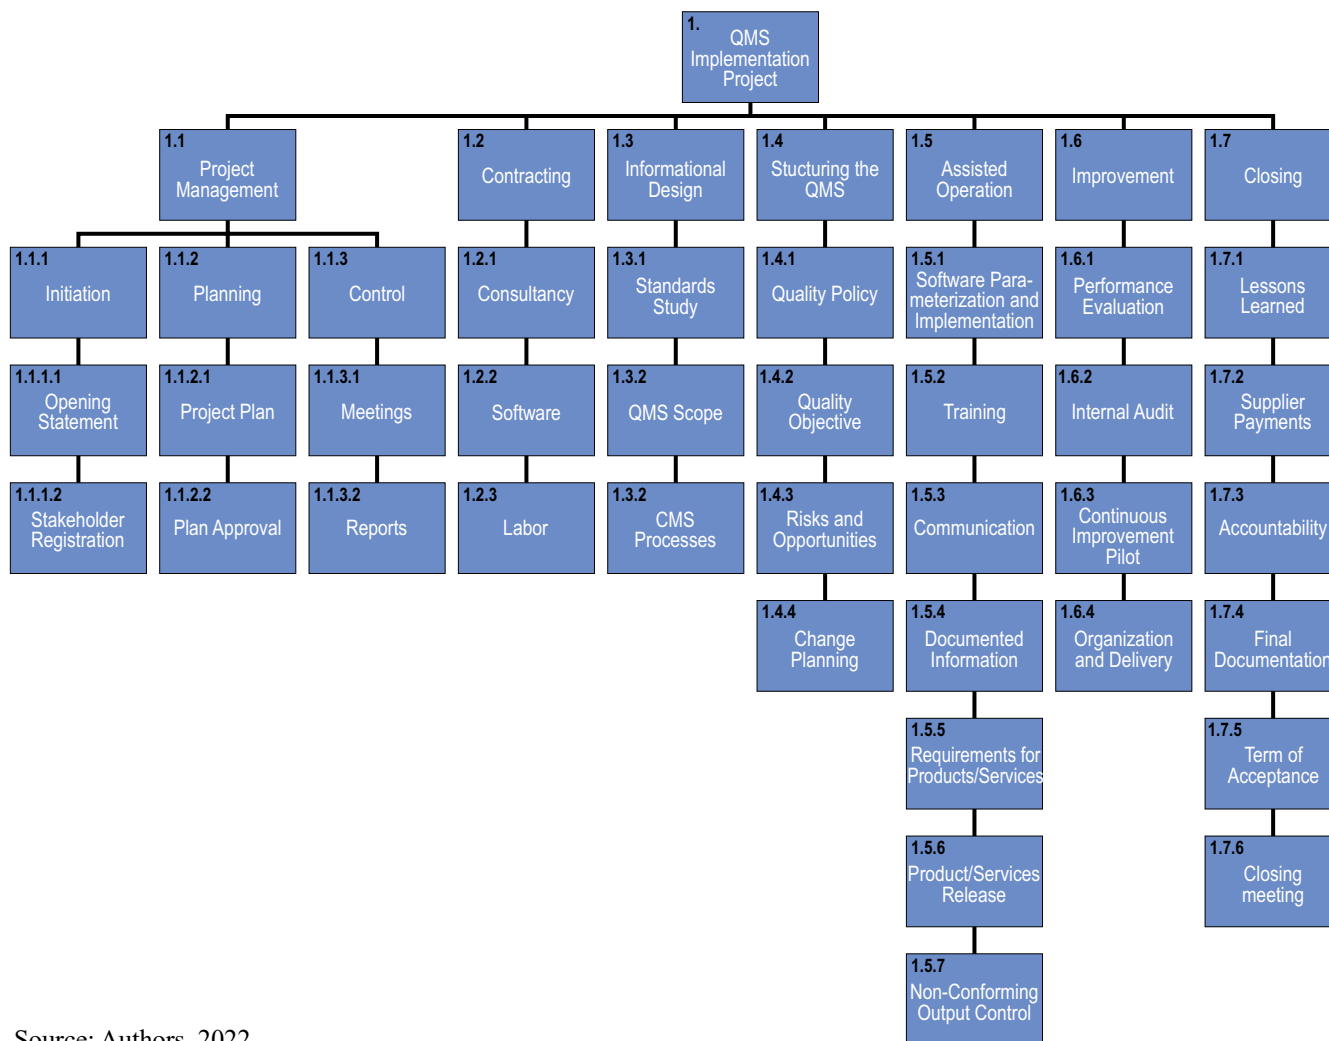 1.
QMS
Implementation
Project
1.1
Project
Management
1.2
Contracting
1.3
Informational
Design
1.4
Stucturing the
QMS
1.5
Assisted
Operation
1.6
Improvement
1.7
Closing
1.1.1
Initiation
1.1.2
Planning
1.1.3
Control
1.2.1
Consultancy
1.3.1
Standards
Study
1.4.1
Quality Policy
1.5.1
Software Para-
meterization and
Implementation
1.6.1
Performance
Evaluation
1.7.1
Lessons
Learned
1.1.1.1
Opening
Statement
1.1.2.1
Project Plan
1.1.3.1
Meetings
1.2.2
Software
1.3.2
QMS Scope
1.4.2
Quality
Objective
1.5.2
Training
1.6.2
Internal Audit
1.7.2
Supplier
Payments
1.1.1.2
Stakeholder
Registration
1.1.2.2
Plan Approval
1.1.3.2
Reports
1.2.3
Labor
1.3.2
CMS
Processes
1.4.3
Risks and
Opportunities
1.5.3
Communication
1.6.3
Continuous
Improvement
Pilot
1.7.3
Accountability
1.4.4
Change
Planning
1.5.4
Documented
Information
1.6.4
Organization
and Delivery
1.7.4
Final
Documentation
1.5.5
Requirements for
Products/Services
1.7.5
Term of
Acceptance
1.5.6
Product/Services
Release
1.7.6
Closing
meeting
1.5.7
Non-Conforming
Output Control
Source: Authors, 2022